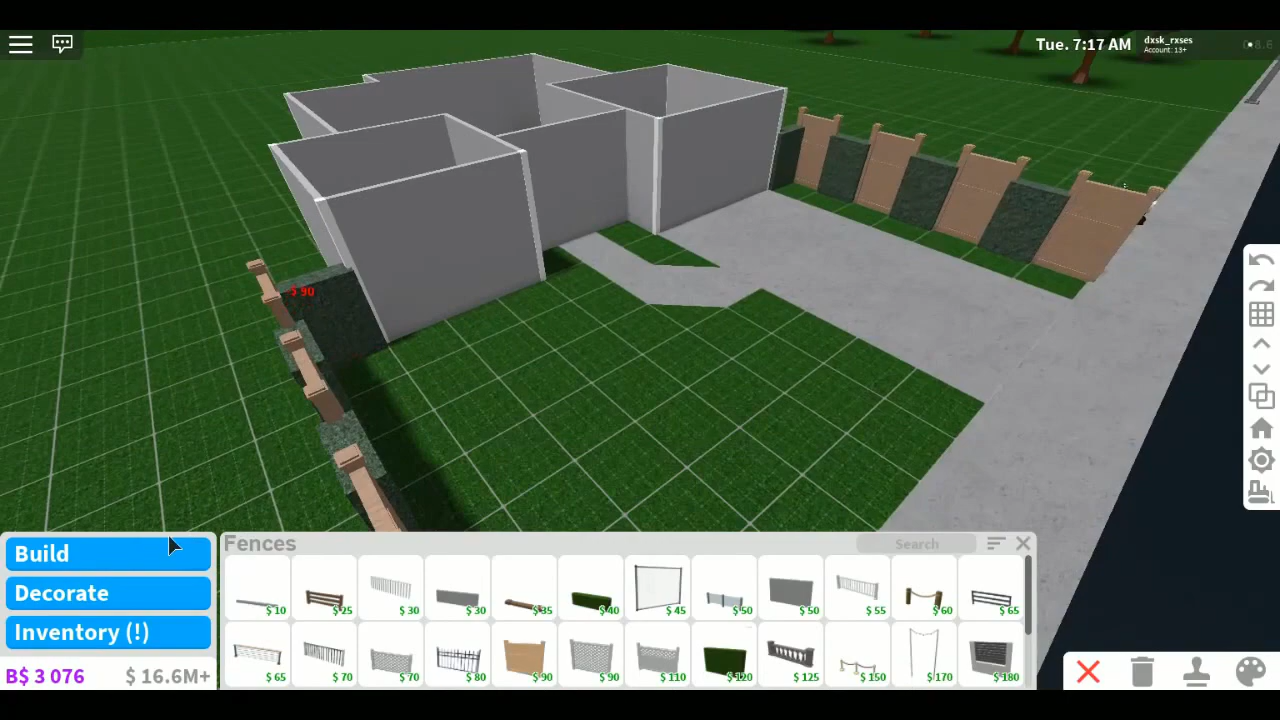 Tue. 7:17 AM
dxsk_rxses
Account: 13+
$ 90
Build
Decorate
Inventory (!)
B$ 3 076
$ 16.6M+
Fences
Search
$ 10
$ 25
$ 30
$ 30
$ 35
$ 40
$ 45
$ 50
$ 50
$ 55
$ 60
$ 65
$ 65
$ 70
$ 70
$ 80
$ 90
$ 90
$ 110
$ 120
$ 125
$ 150
$ 170
$ 180